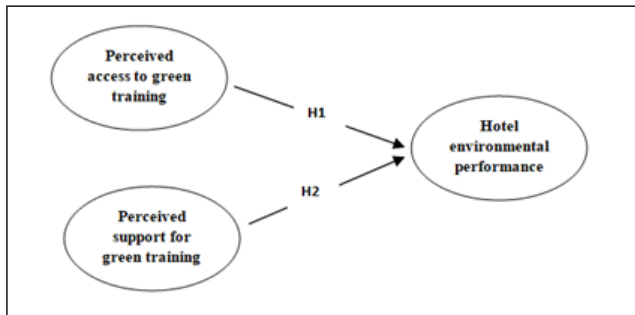 Perceived
access to green
training
H1
Hotel
environmental
performance
H2
Perceived
support for
green training